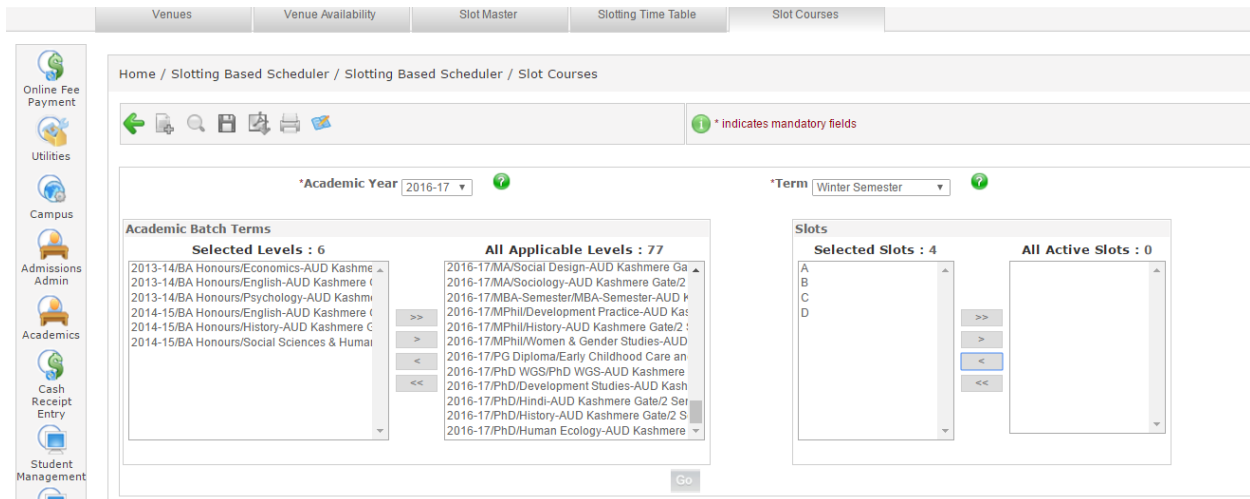 Venues
Venue Availability
Slot Master
Slotting Time Table
Slot Courses
Online Fee
Payment
Utilities
Campus
Admissions
Admin
Academics
Cash
Receipt
Entry
Student
Management
Home / Slotting Based Scheduler / Slotting Based Scheduler / Slot Courses
* indicates mandatory fields
*Academic Year 2016-17
*Term Winter Semester
Academic Batch Terms
Selected Levels : 6
2013-14/BA Honours/Economics-AUD Kashme
2013-14/BA Honours/English-AUD Kashmere
2013-14/BA Honours/Psychology-AUD Kashm
2014-15/BA Honours/English-AUD Kashmere
2014-15/BA Honours/History-AUD Kashmere G
2014-15/BA Honours/Social Sciences & Humai
>>
>
<
<<
All Applicable Levels : 77
2016-17/MA/Social Design-AUD Kashmere Ga
2016-17/MA/Sociology-AUD Kashmere Gate/2
2016-17/MBA-Semester/MBA-Semester-AUD K
2016-17/MPhil/Development Practice-AUD Kas
2016-17/MPhil/History-AUD Kashmere Gate/2
2016-17/MPhil/Women & Gender Studies-AUD
2016-17/PG Diploma/Early Childhood Care an
2016-17/PhD WGS/PhD WGS-AUD Kashmere
2016-17/PhD/Development Studies-AUD Kash
2016-17/PhD/Hindi-AUD Kashmere Gate/2 Ser
2016-17/PhD/History-AUD Kashmere Gate/2 S
2016-17/PhD/Human Ecology-AUD Kashmere
Slots
Selected Slots : 4
A
B
C
D
>>
>
<
<<
All Active Slots : 0
Go